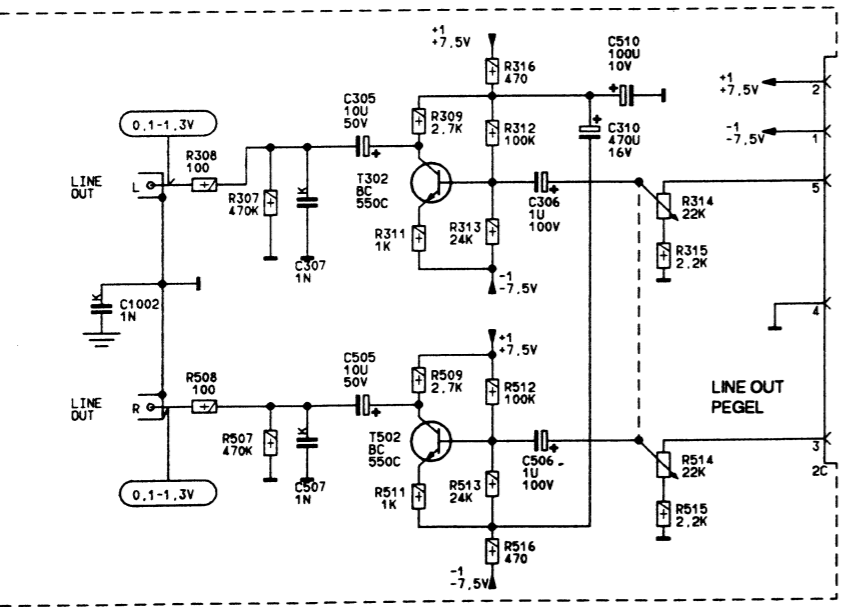 +1
+7,5V
R316
470
C510
100U
10V
+1
+7,5V
2
C305
10U
50V
R309
2,7K
R312
100K
C310
470U
16V
-1
-7,5V
1
0,1-1,3V
R308
100
LINE
OUT
L
R307
470K
K
C307
1N
T302
BC
550C
C306
1U
100V
5
R314
22K
R311
1K
R313
24K
R315
2,2K
-1
-7,5V
K
C1002
1N
4
+1
+7,5V
C505
10U
50V
R509
2,7K
R512
100K
LINE OUT
PEGEL
R508
100
LINE
OUT
R
R507
470K
K
C507
1N
T502
BC
550C
C506
1U
100V
3
R514
22K
2C
0,1-1,3V
R511
1K
R513
24K
R515
2,2K
R516
470
-1
-7,5V